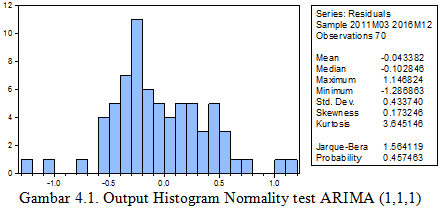 12
10
8
6
4
2
0
-1.0 -0.5 0.0 0.5 1.0
Series: Residuals
Sample 2011M03 2016M12
Observations 70
Mean -0.043382
Median -0.102846
Maximum 1.146824
Minimum -1.286863
Std. Dev. 0.433740
Skewness 0.173246
Kurtosis 3.645146
Jarque-Bera 1.564119
Probability 0.457463
Gambar 4.1. Output Histogram Normality test ARIMA (1,1,1)